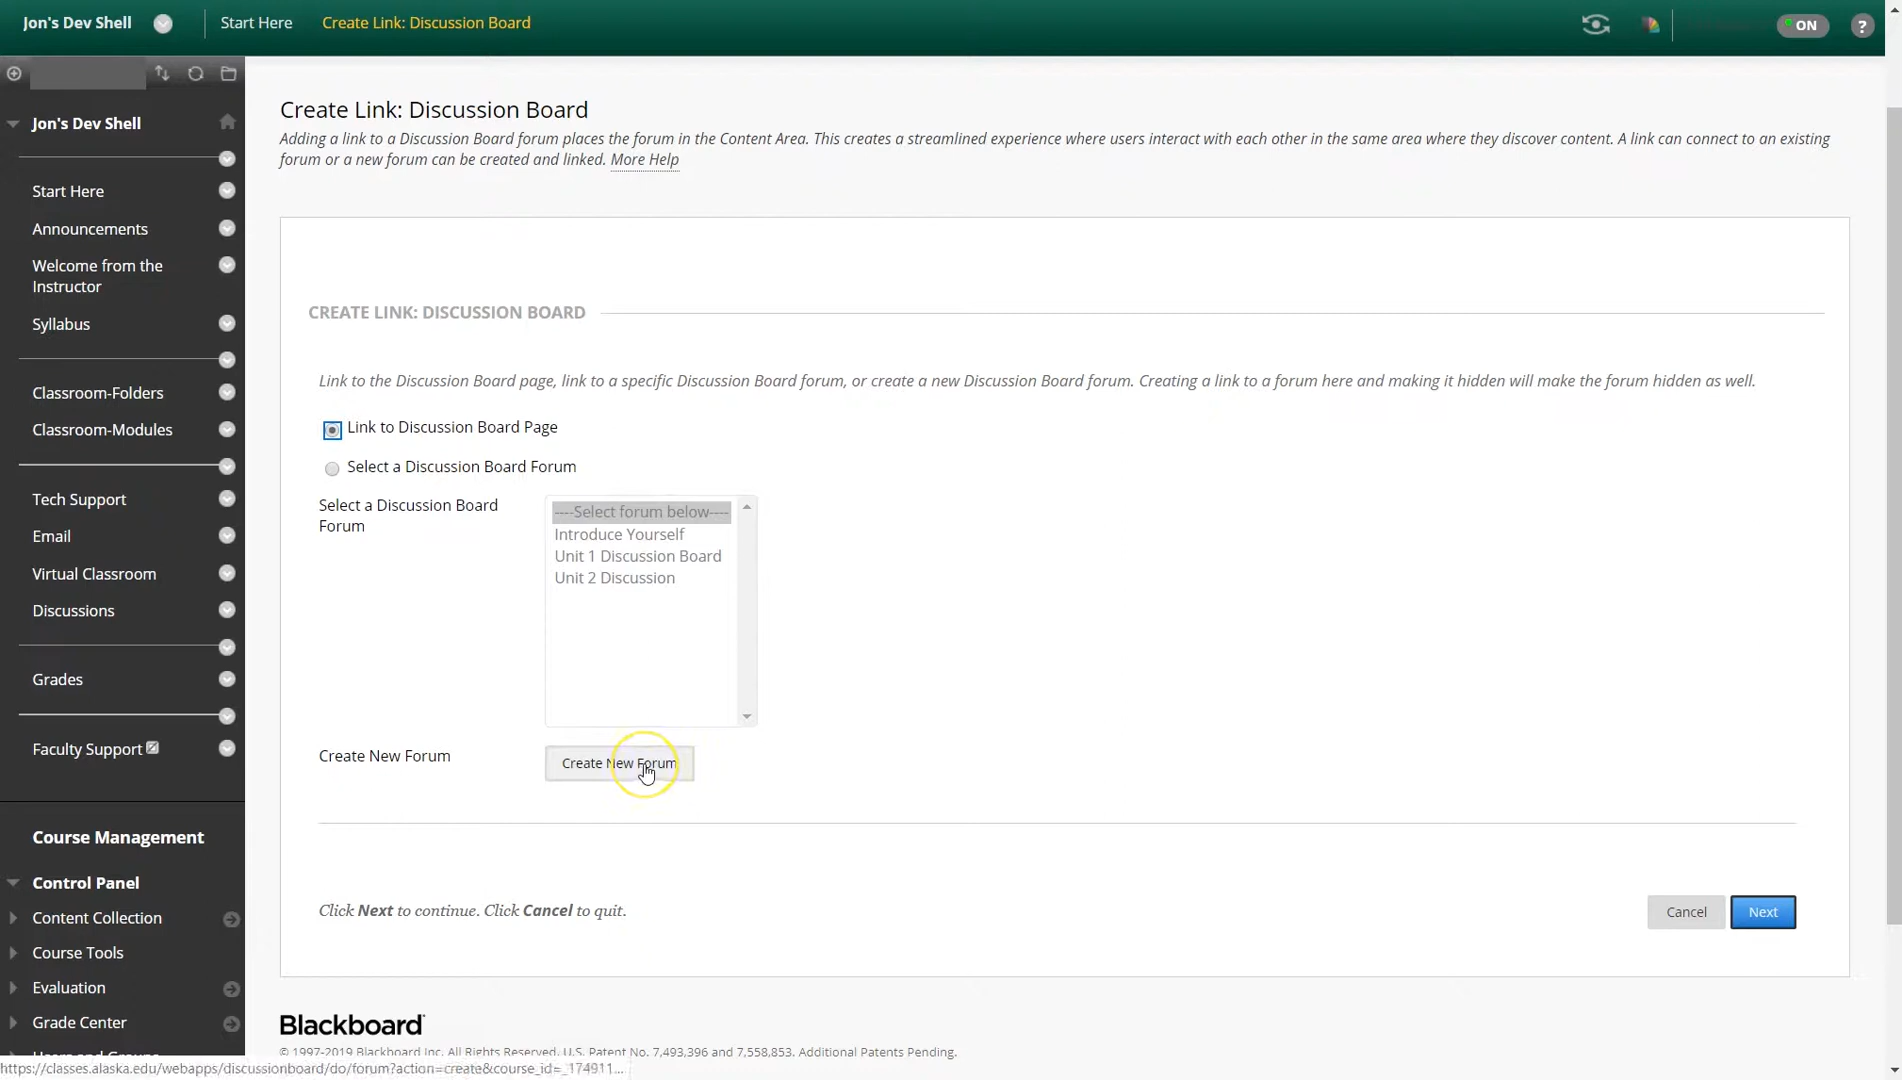 Jon's Dev Shell
Start Here
Create Link: Discussion Board
ON
?
Jon's Dev Shell
Start Here
Announcements
Welcome from the
Instructor
Syllabus
Classroom-Folders
Classroom-Modules
Tech Support
Email
Virtual Classroom
Discussions
Grades
Faculty Support
Course Management
Control Panel
Content Collection
Course Tools
Evaluation
Grade Center
Users and Groups
Create Link: Discussion Board
Adding a link to a Discussion Board forum places the forum in the Content Area. This creates a streamlined experience where users interact with each other in the same area where they discover content. A link can connect to an existing
forum or a new forum can be created and linked. More Help
CREATE LINK: DISCUSSION BOARD
Link to the Discussion Board page, link to a specific Discussion Board forum, or create a new Discussion Board forum. Creating a link to a forum here and making it hidden will make the forum hidden as well.
Link to Discussion Board Page
Select a Discussion Board Forum
Select a Discussion Board
Forum
----Select forum below----
Introduce Yourself
Unit 1 Discussion Board
Unit 2 Discussion
Create New Forum
Create New Forum
Click Next to continue. Click Cancel to quit.
Cancel
Next
Blackboard
© 1997-2019 Blackboard Inc. All Rights Reserved. U.S. Patent No. 7,493,396 and 7,558,853. Additional Patents Pending.
https://classes.alaska.edu/webapps/discussionboard/do/forum?action=create&course_id=_174911...